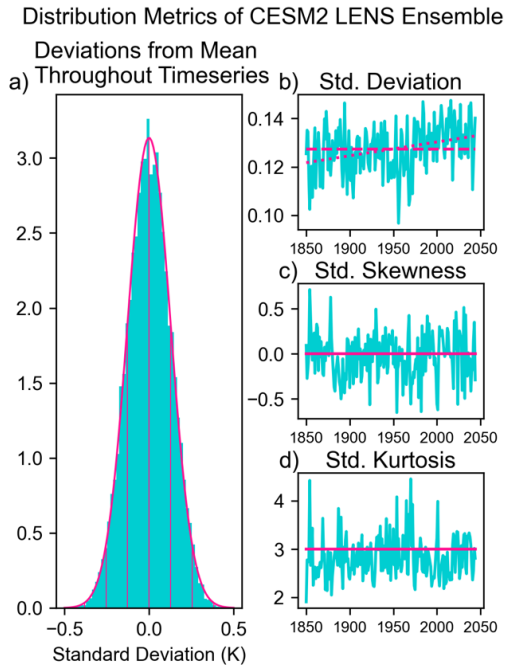 Distribution Metrics of CESM2 LENS Ensemble
Deviations from Mean
a) Throughout Timeseries
3.0
2.5
2.0
1.5
1.0
0.5
0.0
−0.5 0.0 0.5
Standard Deviation (K)
b) Std. Deviation
0.14
0.12
0.10
1850 1900 1950 2000 2050
c) Std. Skewness
0.5
0.0
−0.5
1850 1900 1950 2000 2050
d) Std. Kurtosis
4
3
2
1850 1900 1950 2000 2050